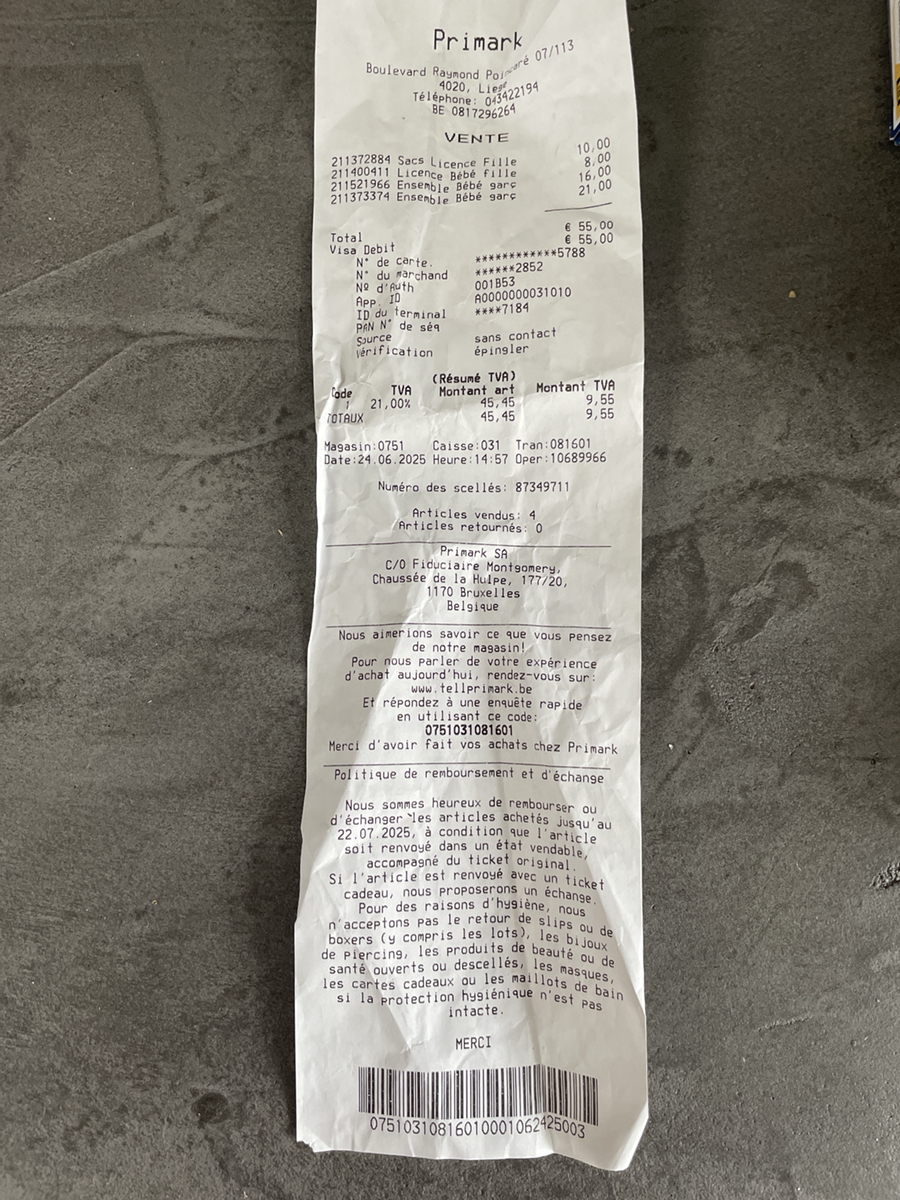 Primark
Boulevard Raymond Poincaré 07/113
4020, Liege
Téléphone: 043422194
BE 0817296264
VENTE
211372884 Sacs Licence Fille 10,00
211400411 Licence Bébé fille 8,00
211521966 Ensemble Bébé garç 16,00
211373374 Ensemble Bébé garç 21,00
Total € 55,00
Visa Debit € 55,00
N° de carte. ***********5788
N° du marchand ******2852
Nº d'Auth 001B53
App. ID A0000000031010
ID du terminal ****7184
PAN N° de séq
Source sans contact
Vérification épingler
(Résumé TVA)
Code TVA Montant art Montant TVA
1 21,00% 45,45 9,55
TOTAUX 45,45 9,55
Magasin:0751 Caisse:031 Tran:081601
Date:24.06.2025 Heure:14:57 Oper:10689966
Numéro des scellés: 87349711
Articles vendus: 4
Articles retournés: 0
Primark SA
C/O Fiduciaire Montgomery,
Chaussée de la Hulpe, 177/20,
1170 Bruxelles
Belgique
Nous aimerions savoir ce que vous pensez
de notre magasin!
Pour nous parler de votre expérience
d'achat aujourd'hui, rendez-vous sur:
www.tellprimark.be
Et répondez à une enquête rapide
en utilisant ce code:
0751031081601
Merci d'avoir fait vos achats chez Primark
Politique de remboursement et d'échange
Nous sommes heureux de rembourser ou
d'échanger les articles achetés jusqu'au
22.07.2025, à condition que l'article
soit renvoyé dans un état vendable,
accompagné du ticket original.
Si l'article est renvoyé avec un ticket
cadeau, nous proposerons un échange.
Pour des raisons d'hygiène, nous
n'acceptons pas le retour de slips ou de
boxers (y compris les lots), les bijoux
de piercing, les produits de beauté ou de
santé ouverts ou descellés, les masques,
les cartes cadeaux ou les maillots de bain
si la protection hygiénique n'est pas
intacte.
MERCI
07510310816010001062425003